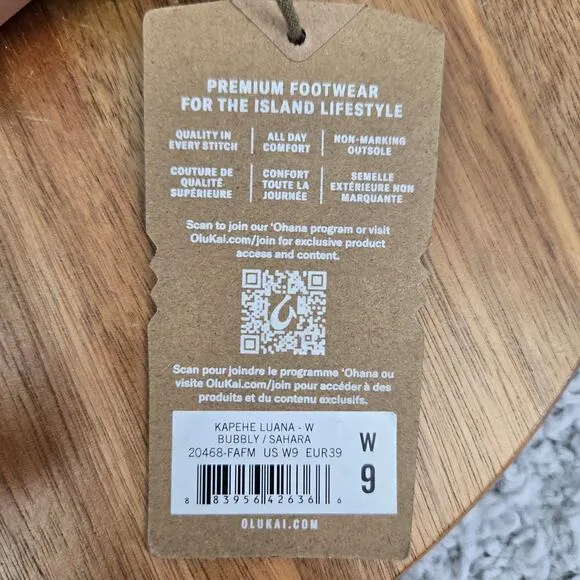 PREMIUM FOOTWEAR
FOR THE ISLAND LIFESTYLE
QUALITY IN
EVERY STITCH
ALL DAY
COMFORT
NON-MARKING
OUTSOLE
COUTURE DE
QUALITÉ
SUPÉRIEURE
CONFORT
TOUTE LA
JOURNÉE
SEMELLE
EXTÉRIEURE NON
MARQUANTE
Scan to join our ‘Ohana program or visit
OluKai.com/join for exclusive product
access and content.
Scan pour joindre le programme ‘Ohana ou
visite OluKai.com/join pour accéder à des
produits et du contenu exclusifs.
KAPEHE LUANA - W
BUBBLY / SAHARA
20468-FAFM US W9 EUR39
W
9
8 83956 42636 6
OLUKAI.COM